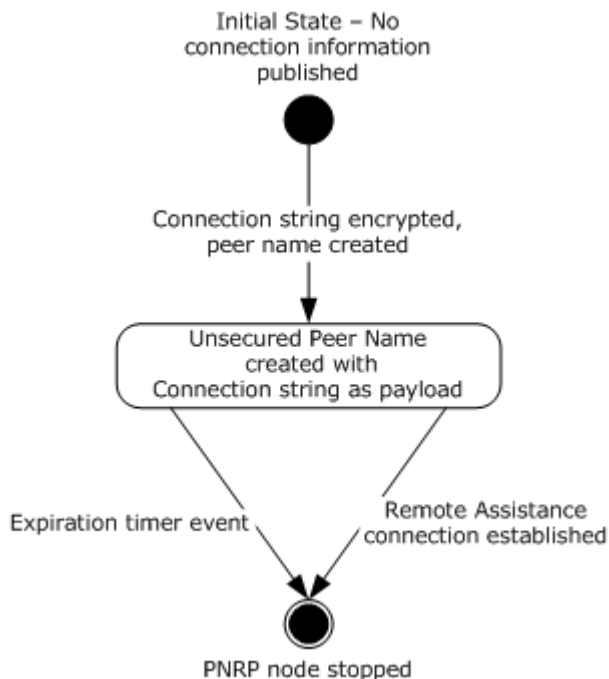 Initial State – No
connection information
published
Connection string encrypted,
peer name created
Unsecured Peer Name
created with
Connection string as payload
Expiration timer event
Remote Assistance
connection established
PNRP node stopped